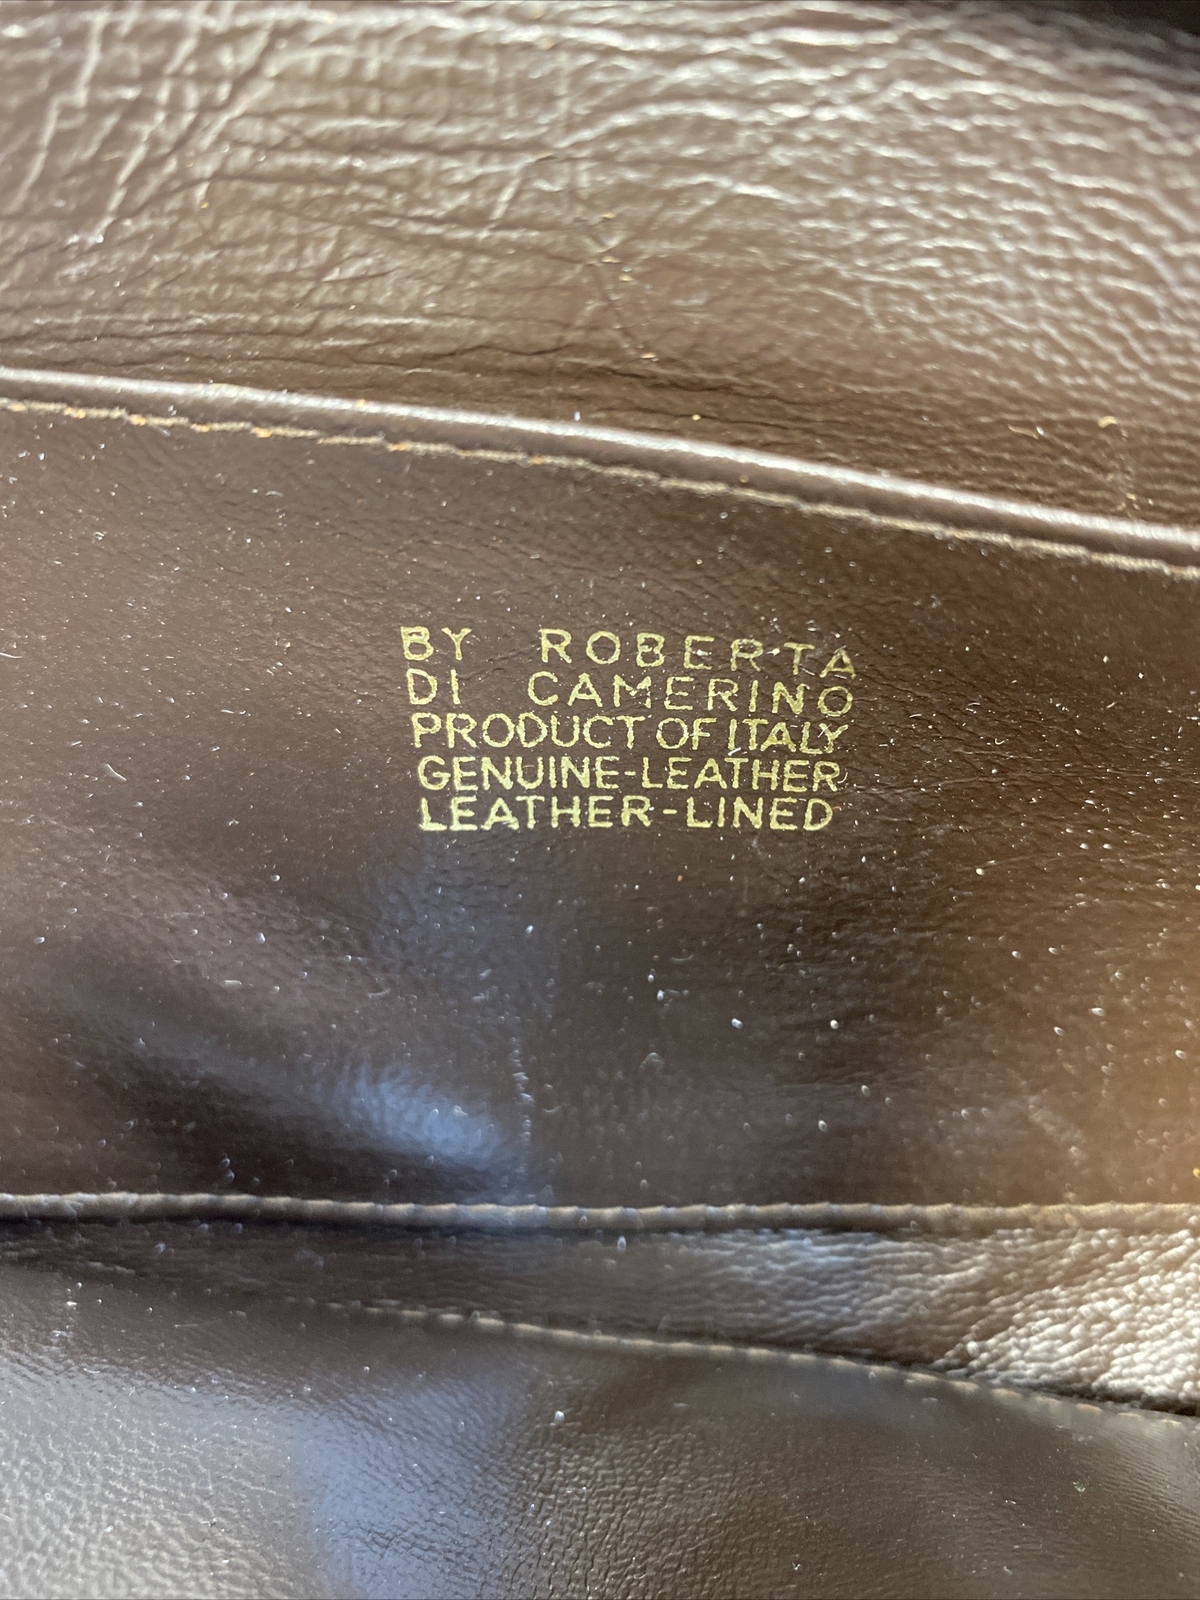 BY ROBERTA
DI CAMERINO
PRODUCT OF ITALY
GENUINE-LEATHER
LEATHER-LINED